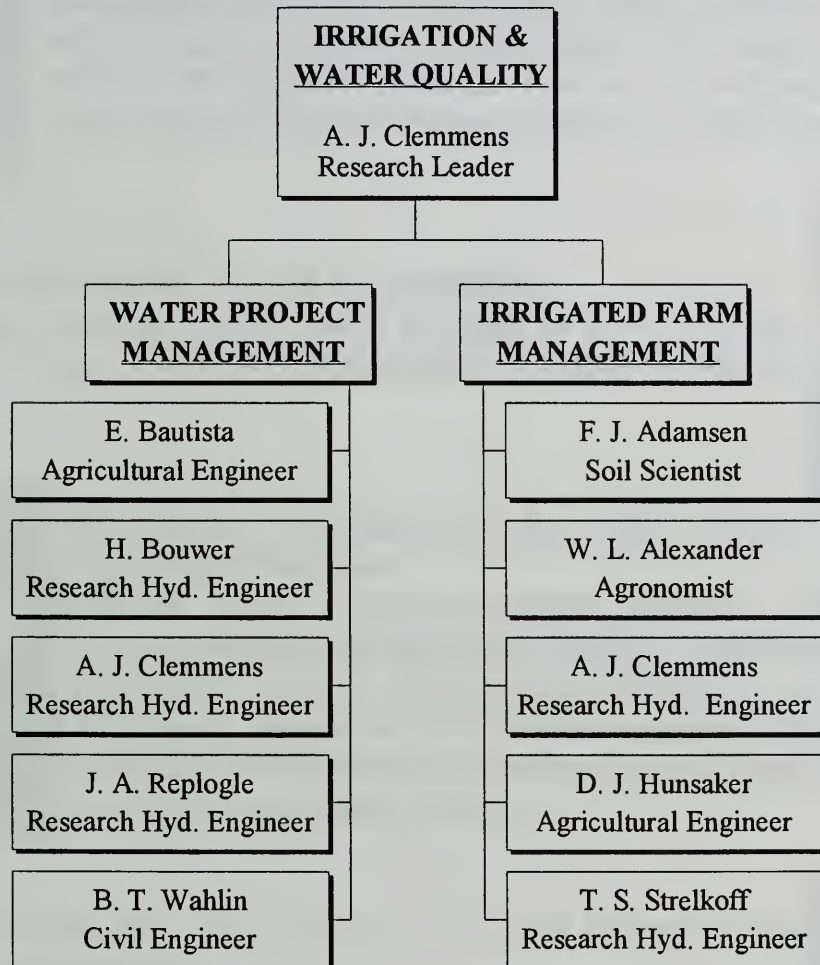 IRRIGATION &
WATER QUALITY
A. J. Clemmens
Research Leader
WATER PROJECT
MANAGEMENT
E. Bautista
Agricultural Engineer
H. Bouwer
Research Hyd. Engineer
A. J. Clemmens
Research Hyd. Engineer
J. A. Replogle
Research Hyd. Engineer
B. T. Wahlin
Civil Engineer
IRRIGATED FARM
MANAGEMENT
F. J. Adamsen
Soil Scientist
W. L. Alexander
Agronomist
A. J. Clemmens
Research Hyd. Engineer
D. J. Hunsaker
Agricultural Engineer
T. S. Strelkoff
Research Hyd. Engineer